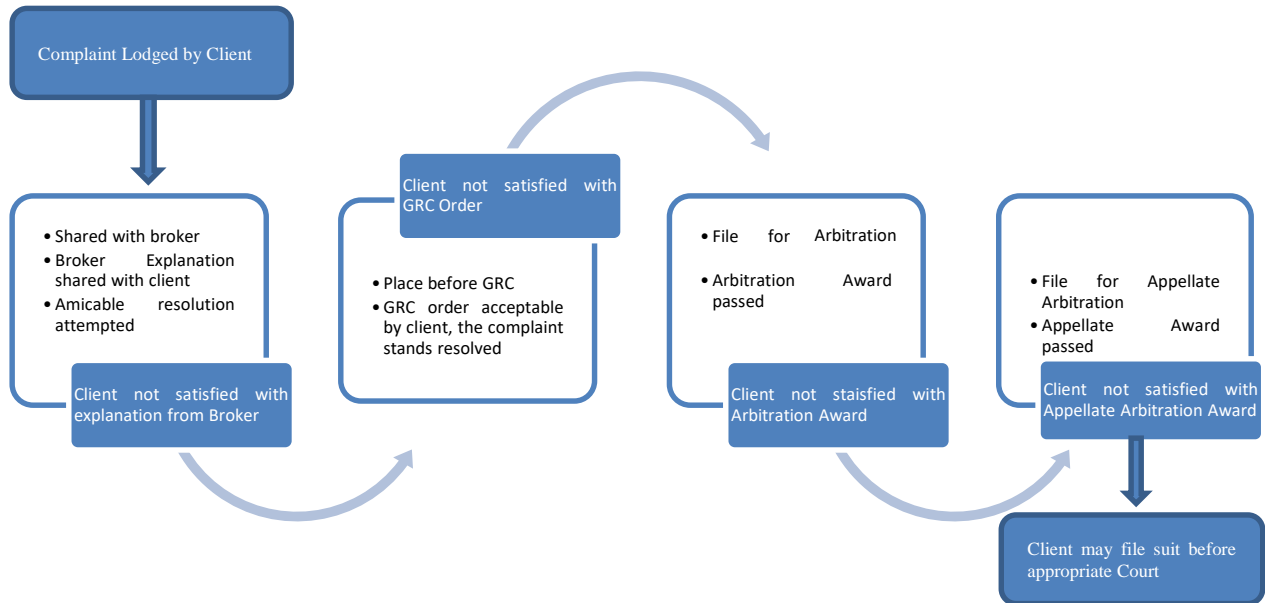 Complaint Lodged by Client
• Shared with broker
• Broker Explanation
shared with client
• Amicable resolution
attempted
Client not satisfied with
explanation from Broker
Client not satisfied with
GRC Order
• Place before GRC
• GRC order acceptable
by client, the complaint
stands resolved
• File for Arbitration
• Arbitration Award
passed
Client not staisfied with
Arbitration Award
• File for Appellate
Arbitration
• Appellate Award
passed
Client not satisfied with
Appellate Arbitration Award
Client may file suit before
appropriate Court